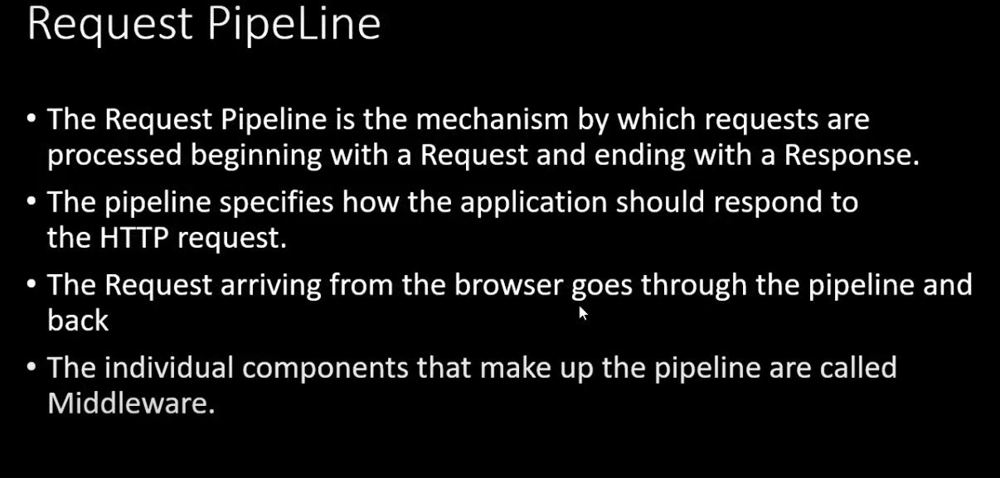 Request PipeLine
• The Request Pipeline is the mechanism by which requests are
processed beginning with a Request and ending with a Response.
• The pipeline specifies how the application should respond to
the HTTP request.
• The Request arriving from the browser goes through the pipeline and
back
• The individual components that make up the pipeline are called
Middleware.